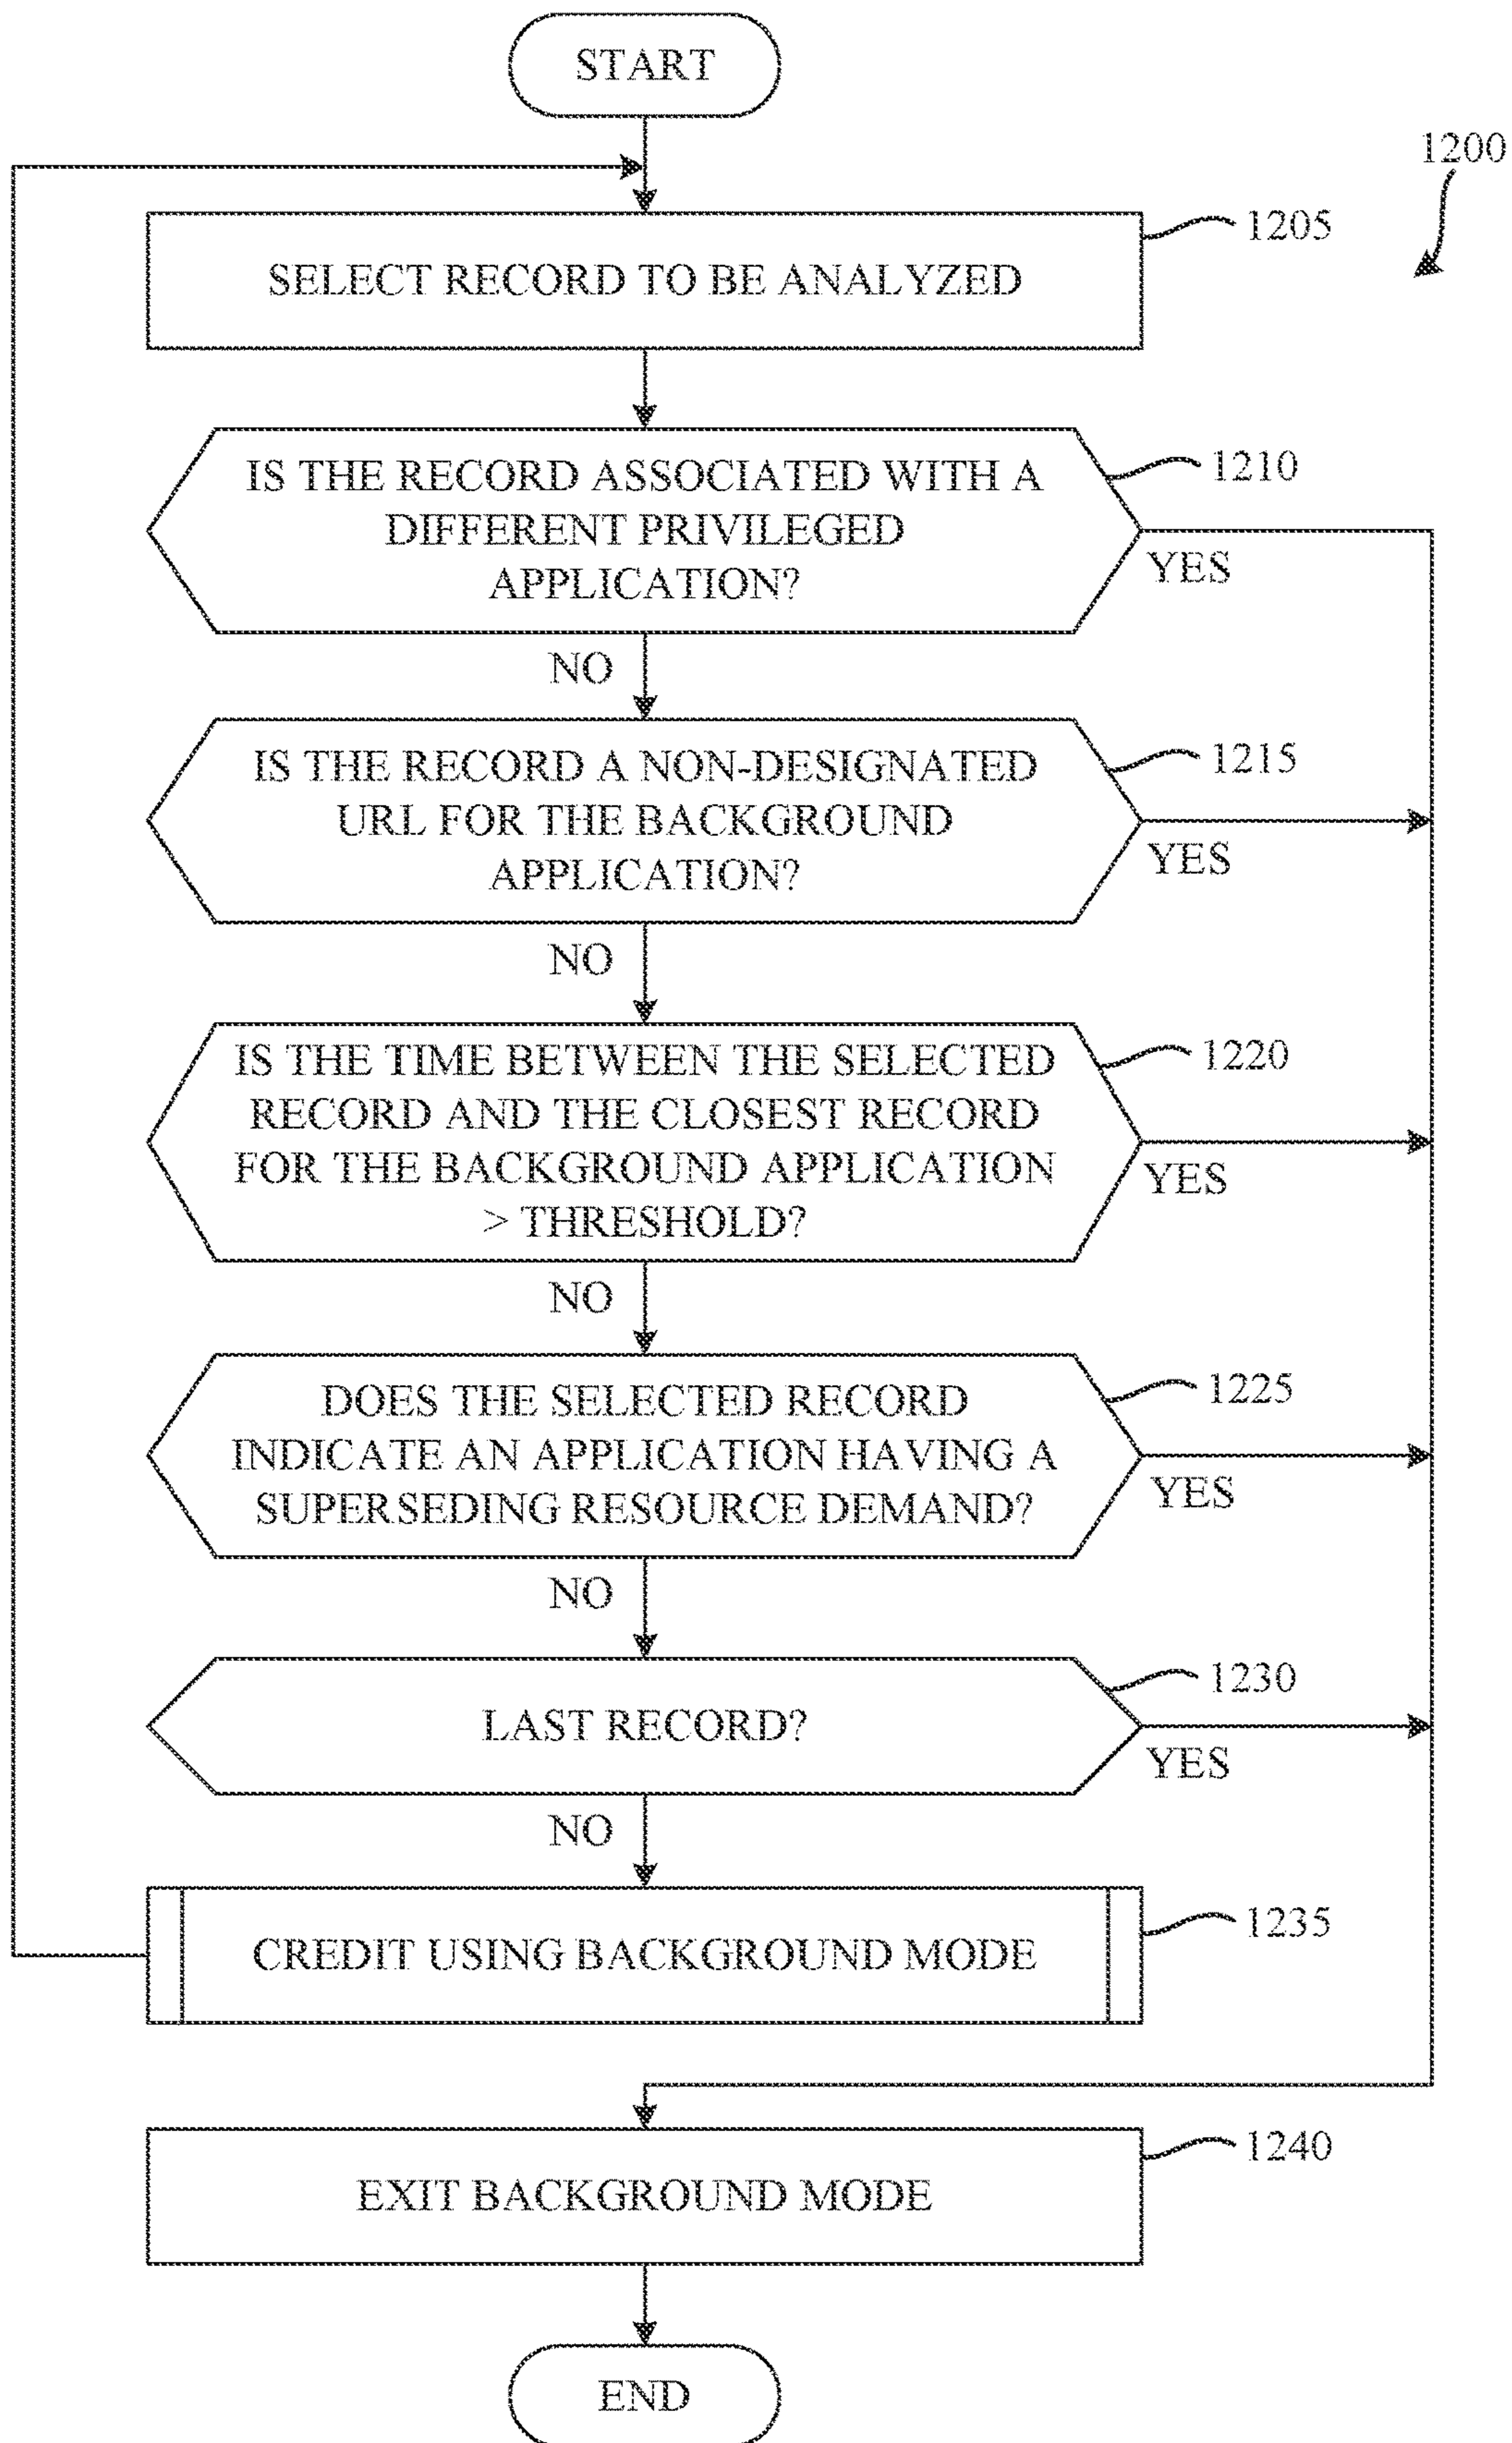 START
1200
1205
SELECT RECORD TO BE ANALYZED
1210
IS THE RECORD ASSOCIATED WITH A
DIFFERENT PRIVILEGED
APPLICATION?
YES
NO
1215
IS THE RECORD A NON-DESIGNATED
URL FOR THE BACKGROUND
APPLICATION?
YES
NO
1220
IS THE TIME BETWEEN THE SELECTED
RECORD AND THE CLOSEST RECORD
FOR THE BACKGROUND APPLICATION
> THRESHOLD?
YES
NO
1225
DOES THE SELECTED RECORD
INDICATE AN APPLICATION HAVING A
SUPERSEDING RESOURCE DEMAND?
YES
NO
1230
LAST RECORD?
YES
NO
1235
CREDIT USING BACKGROUND MODE
1240
EXIT BACKGROUND MODE
END